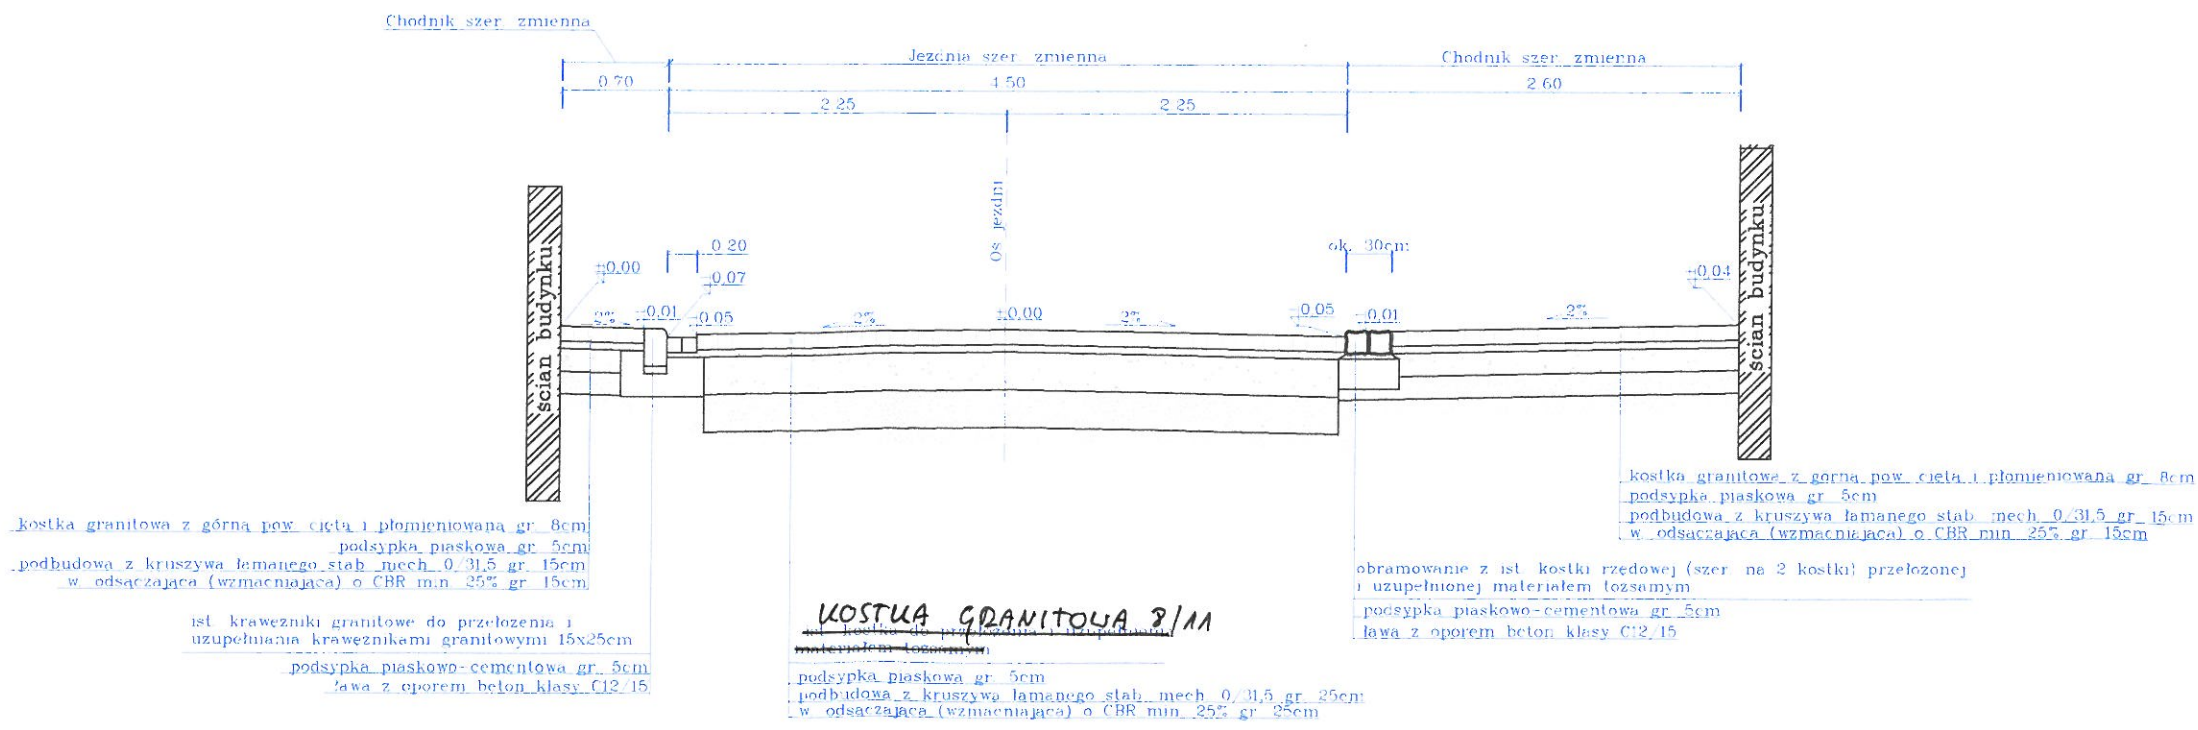 Chodnik szer. zmienna
Jezdnia szer. zmienna
Chodnik szer. zmienna
0.70
4.50
2.60
2.25
2.25
Oś jezdni
0.20
ok. 30cm
±0.00
-0.07
+0.04
2%
-0.01
-0.05
2%
±0.00
2%
-0.05
-0.01
2%
ścian budynku
ścian budynku
kostka granitowa z górną pow. ciętą i płomieniowaną gr. 8cm
podsypka piaskowa gr. 5cm
podbudowa z kruszywa łamanego stab. mech. 0/31,5 gr. 15cm
w. odsączająca (wzmacniająca) o CBR min. 25% gr. 15cm
kostka granitowa z górną pow. ciętą i płomieniowaną gr. 8cm
podsypka piaskowa gr. 5cm
podbudowa z kruszywa łamanego stab. mech. 0/31,5 gr. 15cm
w. odsączająca (wzmacniająca) o CBR min. 25% gr. 15cm
ist. krawężniki granitowe do przełożenia i
uzupełniania krawężnikami granitowymi 15x25cm
podsypka piaskowo-cementowa gr. 5cm
ława z oporem beton klasy C12/15
KOSTKA GRANITOWA 8/11
ist. kostka do przełożenia i uzupełnienia
materiałem tożsamym
podsypka piaskowa gr. 5cm
podbudowa z kruszywa łamanego stab. mech. 0/31,5 gr. 25cm
w. odsączająca (wzmacniająca) o CBR min. 25% gr. 25cm
obramowanie z ist. kostki rzędowej (szer. na 2 kostki) przełożonej
i uzupełnionej materiałem tożsamym
podsypka piaskowo-cementowa gr. 5cm
ława z oporem beton klasy C12/15